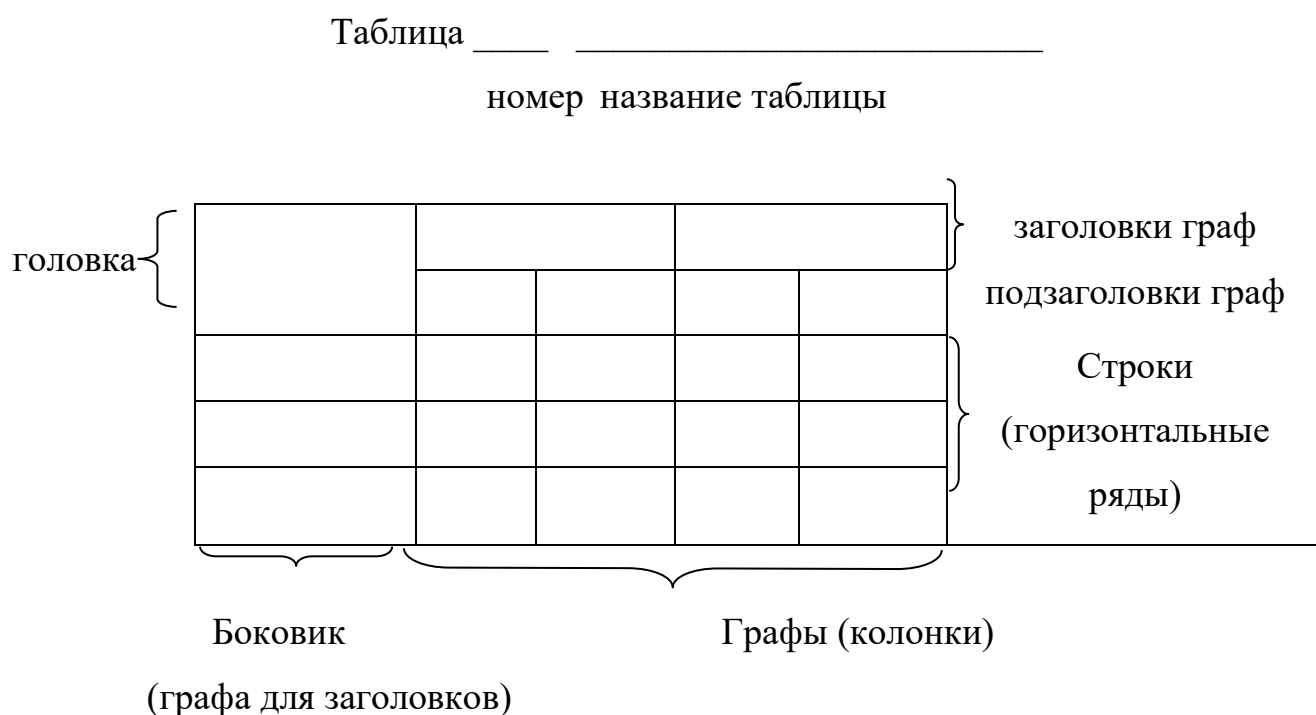 Таблица ____ _________________________
номер название таблицы
головка
заголовки граф
подзаголовки граф
Строки
(горизонтальные
ряды)
Боковик
(графа для заголовков)
Графы (колонки)